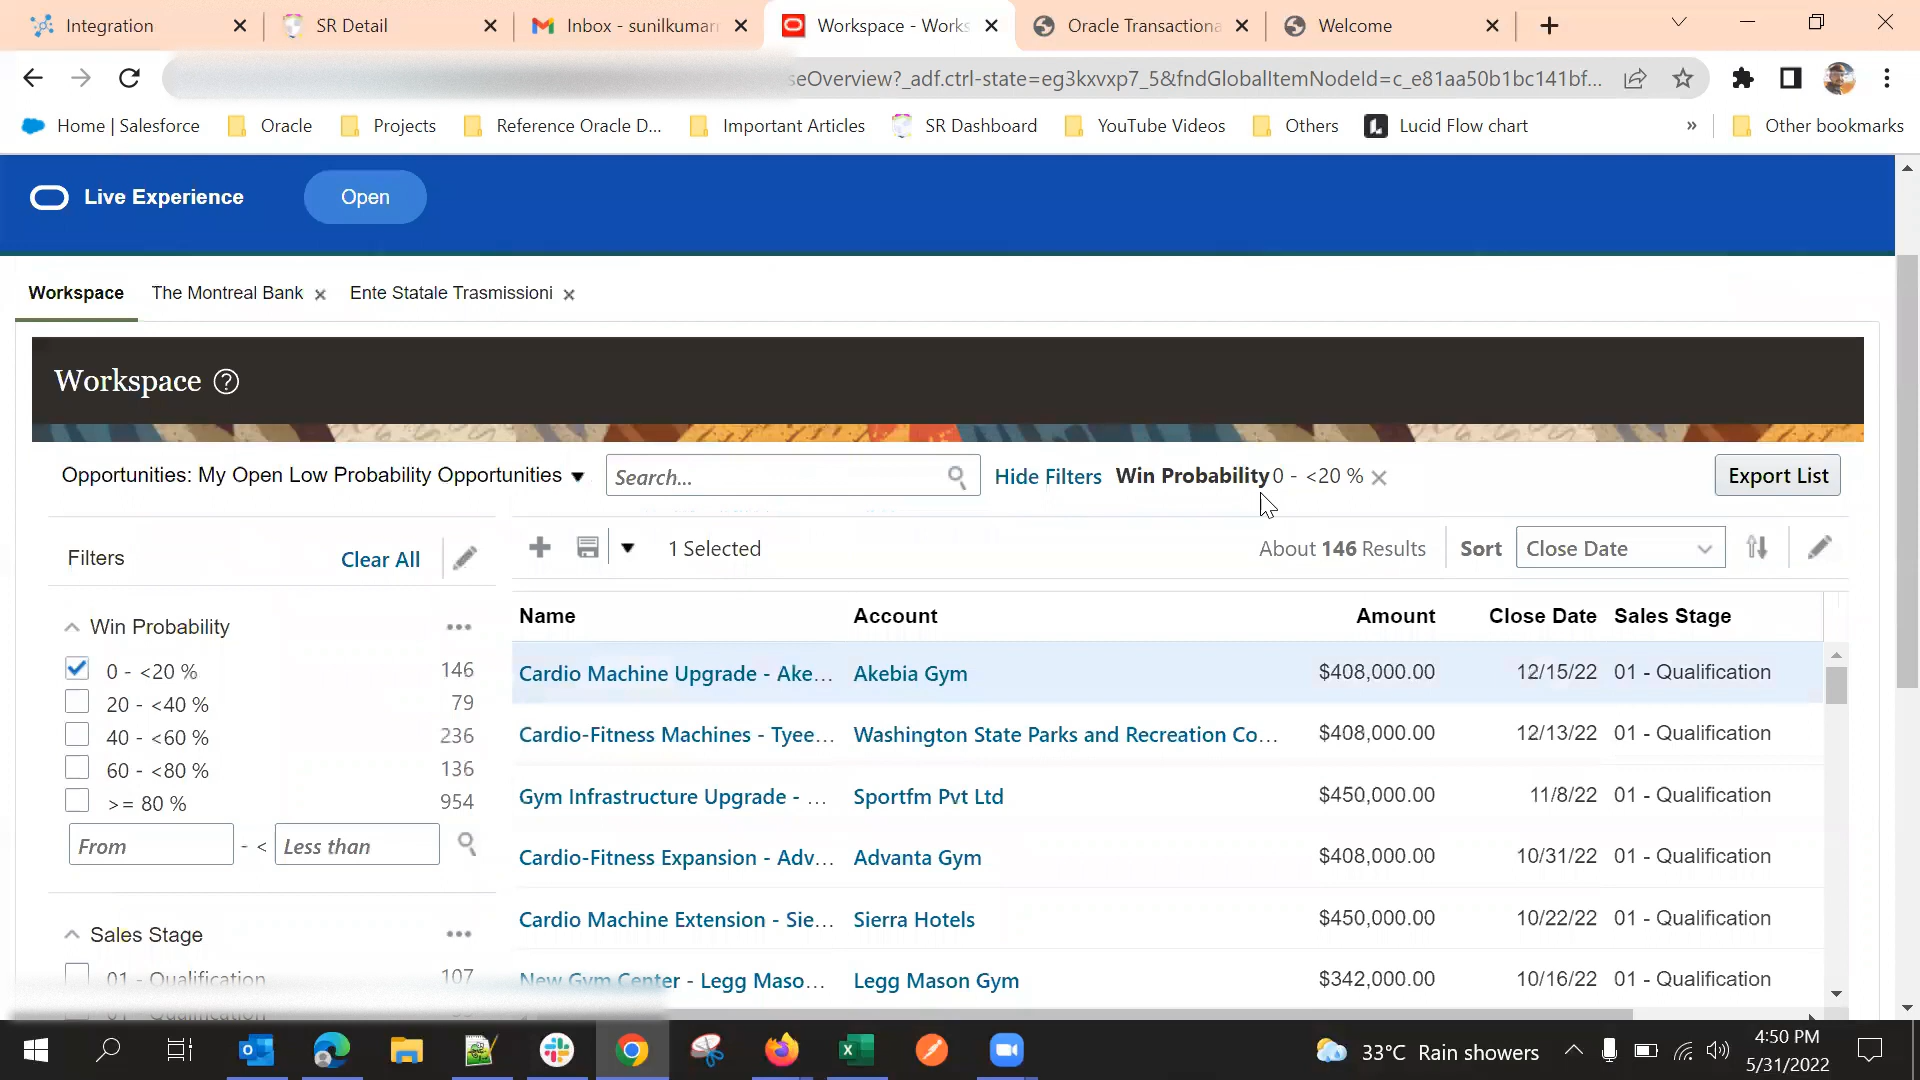 Integration
SR Detail
Inbox - sunilkumar
Workspace - Works
Oracle Transactiona
Welcome
seOverview?_adf.ctrl-state=eg3kxvxp7_5&fndGlobalItemNodeId=c_e81aa50b1bc141bf...
Home | Salesforce
Oracle
Projects
Reference Oracle D...
Important Articles
SR Dashboard
YouTube Videos
Others
Lucid Flow chart
»
Other bookmarks
Live Experience
Open
Workspace
The Montreal Bank
Ente Statale Trasmissioni
Workspace
Opportunities: My Open Low Probability Opportunities
Search...
Hide Filters
Win Probability 0 - <20 %
Export List
Filters
Clear All
1 Selected
About 146 Results
Sort
Close Date
Win Probability
0 - <20 % 146
20 - <40 % 79
40 - <60 % 236
60 - <80 % 136
>= 80 % 954
From - < Less than
Sales Stage
01 - Qualification 107
01 - Qualification
Name Account Amount Close Date Sales Stage
Cardio Machine Upgrade - Ake... Akebia Gym $408,000.00 12/15/22 01 - Qualification
Cardio-Fitness Machines - Tyee... Washington State Parks and Recreation Co... $408,000.00 12/13/22 01 - Qualification
Gym Infrastructure Upgrade - ... Sportfm Pvt Ltd $450,000.00 11/8/22 01 - Qualification
Cardio-Fitness Expansion - Adv... Advanta Gym $408,000.00 10/31/22 01 - Qualification
Cardio Machine Extension - Sie... Sierra Hotels $450,000.00 10/22/22 01 - Qualification
New Gym Center - Legg Maso... Legg Mason Gym $342,000.00 10/16/22 01 - Qualification
33°C Rain showers
4:50 PM
5/31/2022